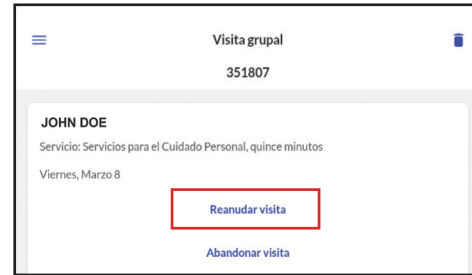 Visita grupal
351807
JOHN DOE
Servicio: Servicios para el Cuidado Personal, quince minutos
Viernes, Marzo 8
Reanudar visita
Abandonar visita